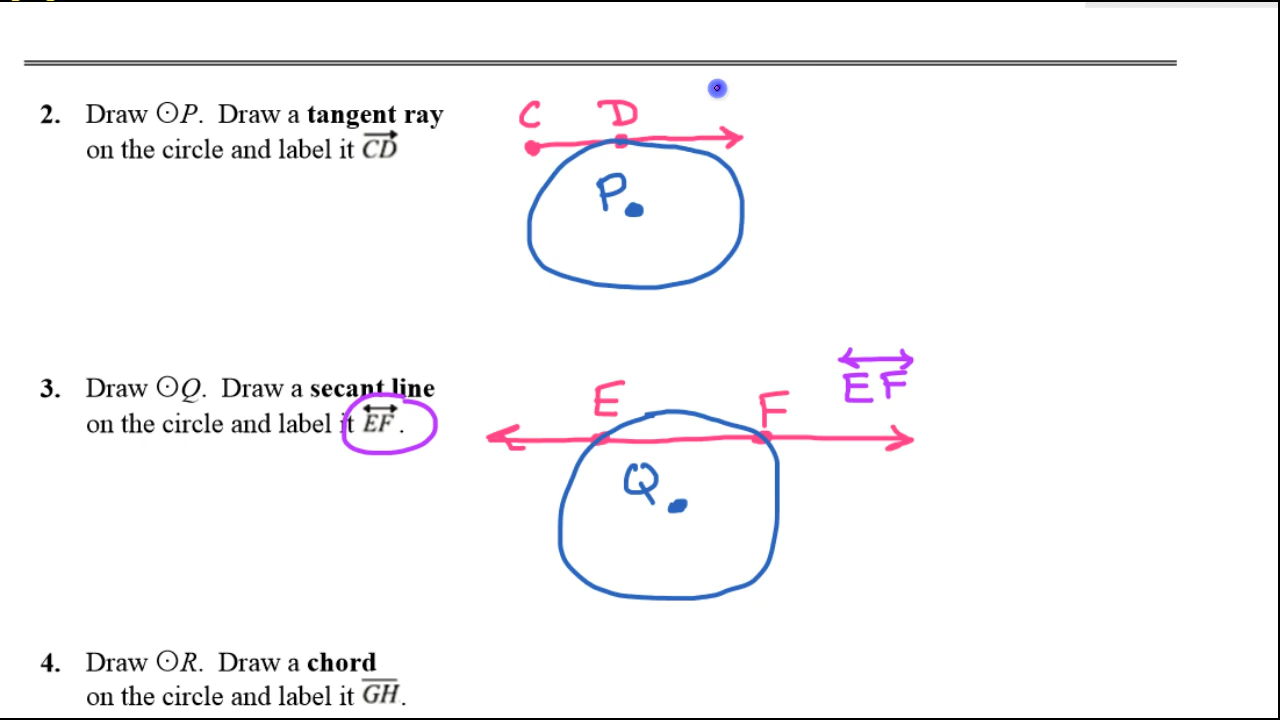 2. Draw ⊙P. Draw a tangent ray
on the circle and label it CD
C D
P
3. Draw ⊙Q. Draw a secant line
on the circle and label it EF.
E F
EF
Q
4. Draw ⊙R. Draw a chord
on the circle and label it GH.